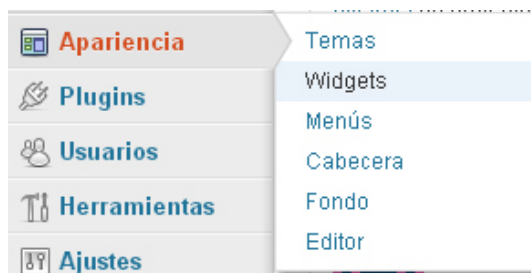 Apariencia
Plugins
Usuarios
Herramientas
Ajustes
Temas
Widgets
Menús
Cabecera
Fondo
Editor